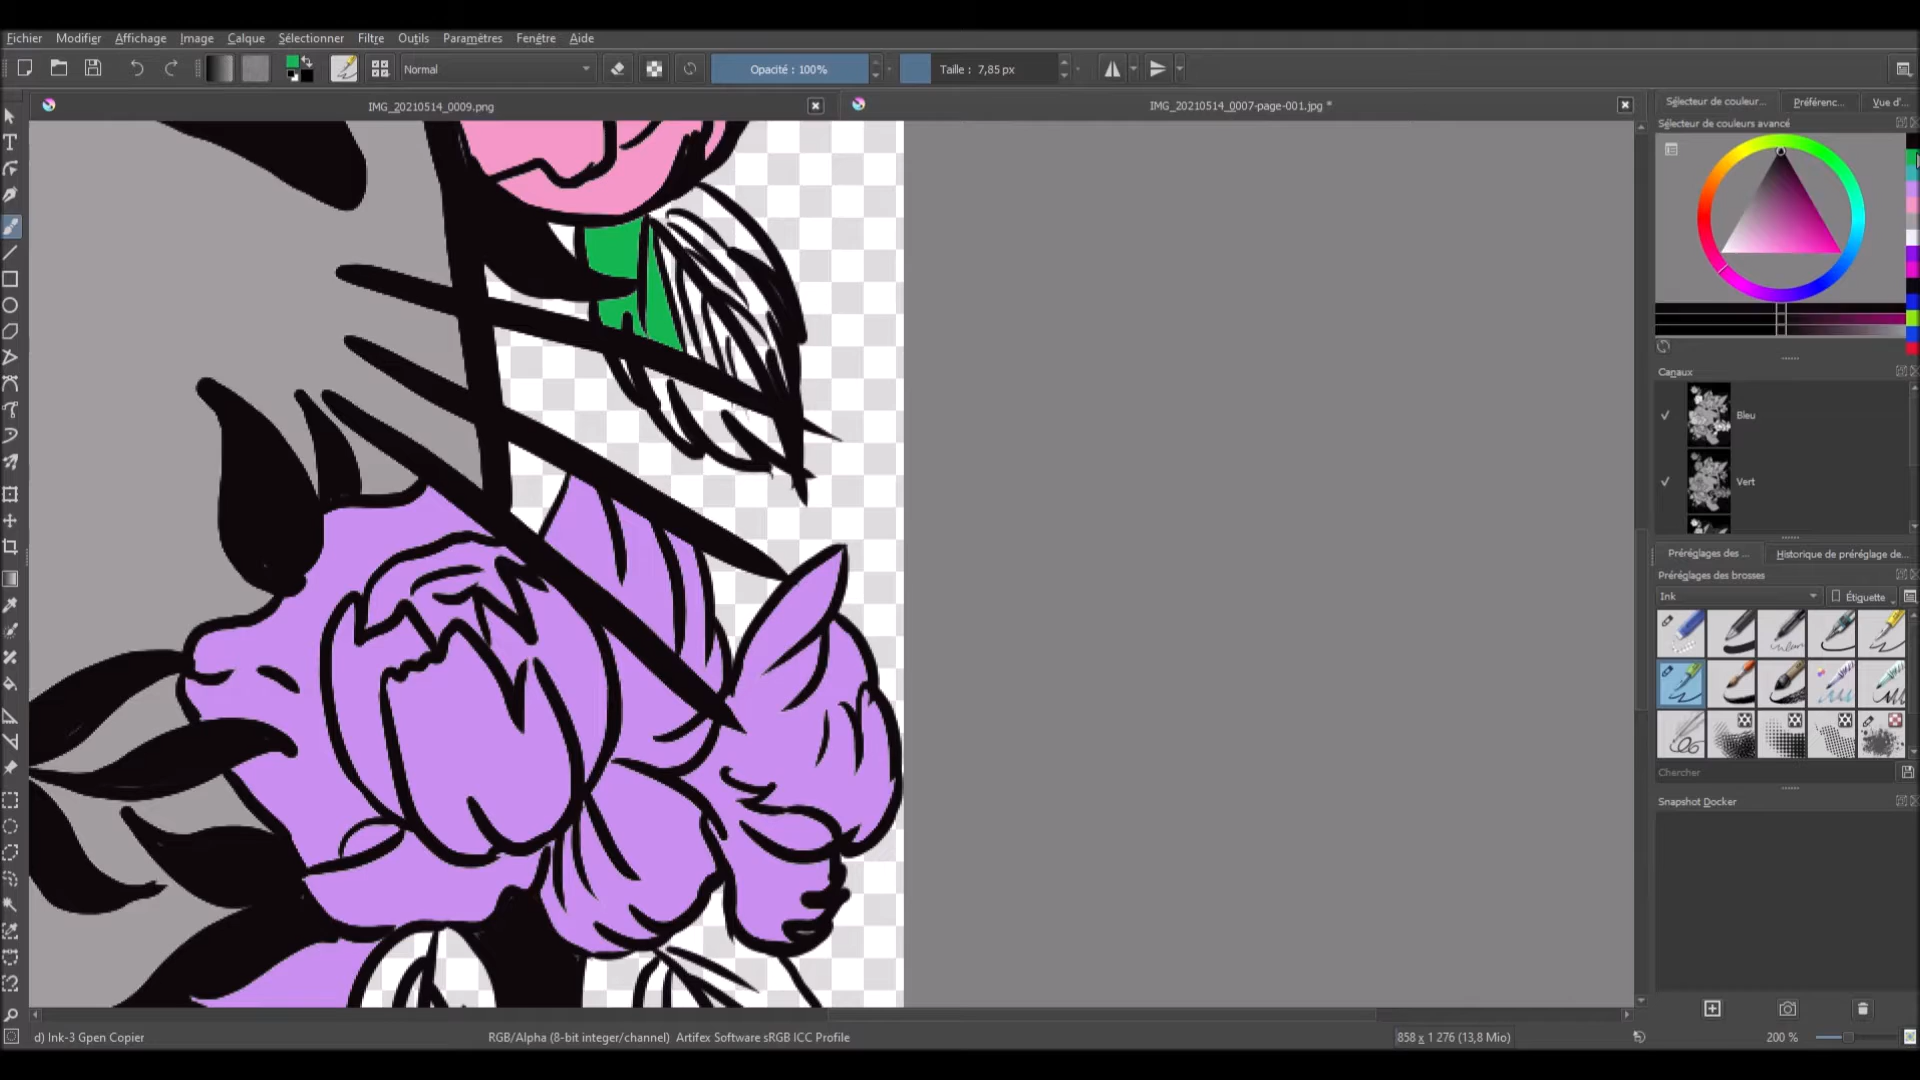 Fichier Modifier Affichage Image Calque Sélectionner Filtre Outils Paramètres Fenêtre Aide
Normal Opacité : 100% Taille : 7,85 px
IMG_20210514_0009.png IMG_20210514_0007-page-001.jpg *
Sélecteur de couleur... Préférenc... Vue d'...
Sélecteur de couleurs avancé
Canaux
Bleu
Vert
Préréglages des ... Historique de préréglage de...
Préréglages des brosses
Ink Étiquette
Chercher
Snapshot Docker
d) Ink-3 Gpen Copier RGB/Alpha (8-bit integer/channel) Artifex Software sRGB ICC Profile 858 x 1 276 (13,8 Mio) 200 %